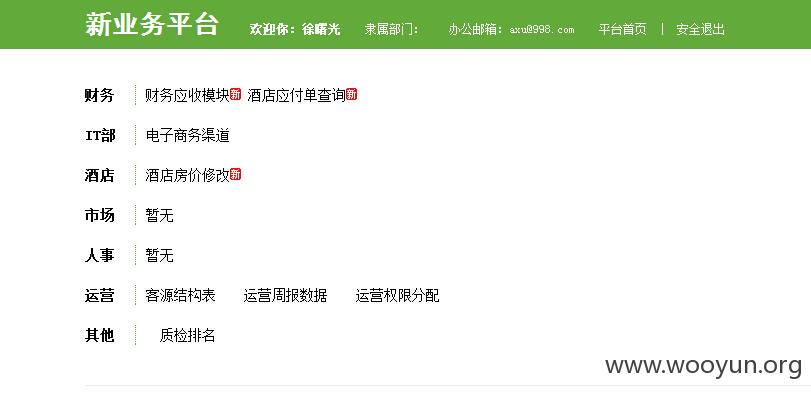 新业务平台 欢迎你：徐曙光 隶属部门： 办公邮箱：axu@998.com 平台首页 | 安全退出
财务 财务应收模块新 酒店应付单查询新
IT部 电子商务渠道
酒店 酒店房价修改新
市场 暂无
人事 暂无
运营 客源结构表 运营周报数据 运营权限分配
其他 质检排名
www.wooyun.org